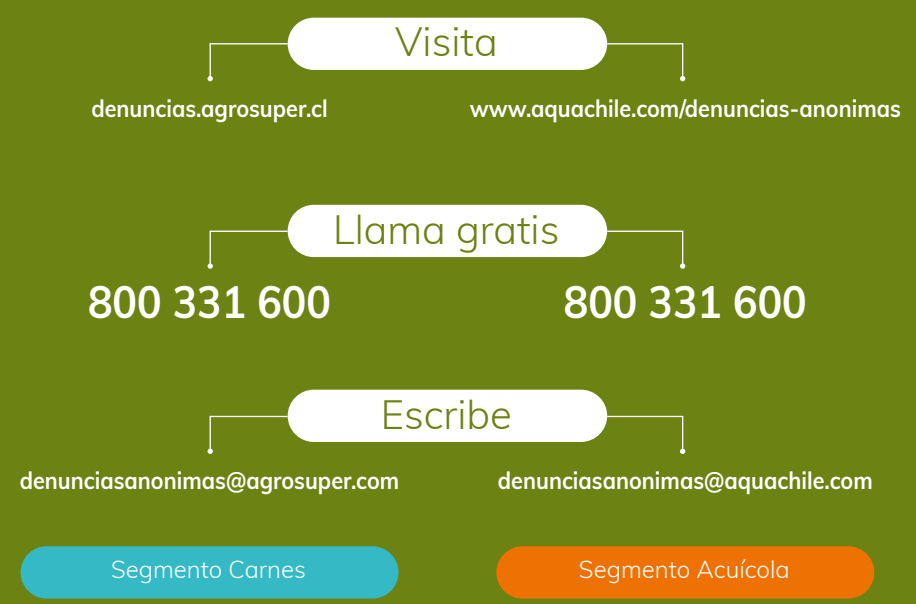 Visita
denuncias.agrosuper.cl
www.aquachile.com/denuncias-anonimas
Llama gratis
800 331 600
800 331 600
Escribe
denunciasanonimas@agrosuper.com
denunciasanonimas@aquachile.com
Segmento Carnes
Segmento Acuícola